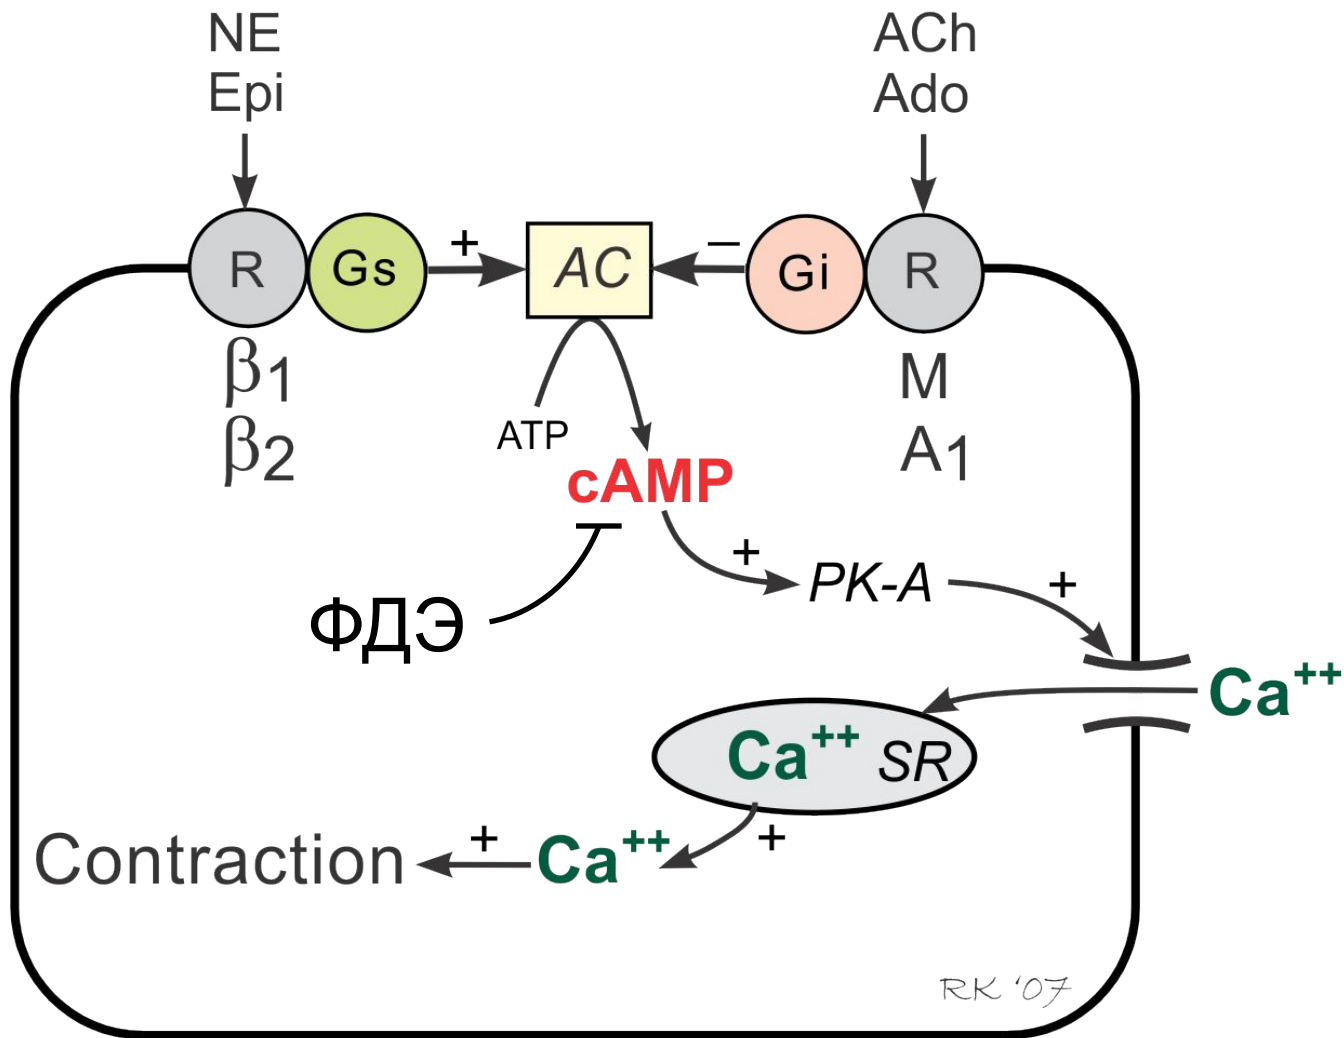 NE
Epi
ACh
Ado
R
Gs
+
AC
–
Gi
R
β1
β2
M
A1
ATP
cAMP
+
PK-A
+
ФДЭ
Ca++
Ca++ SR
+
Contraction
+
Ca++
RK '07